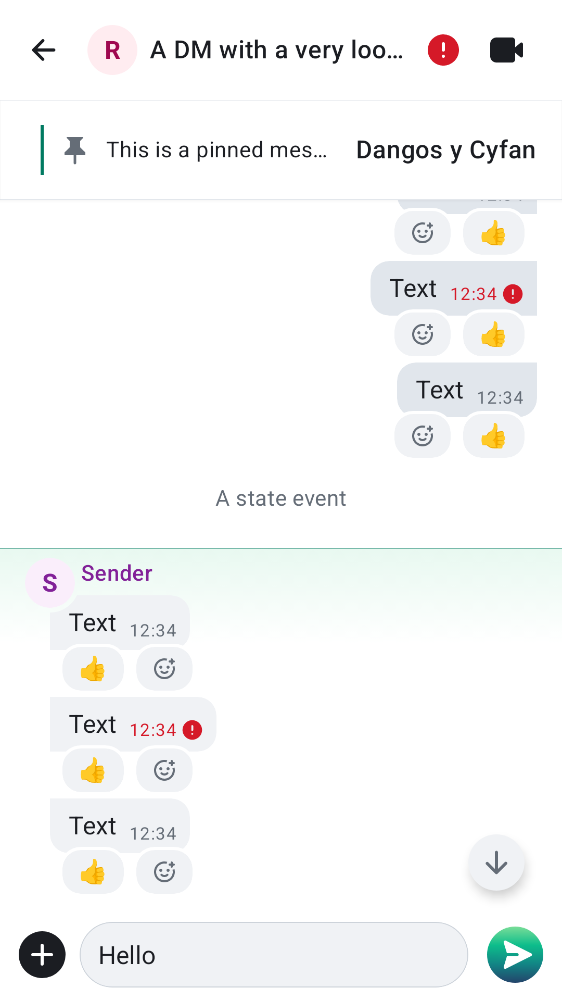 R
A DM with a very loo...
This is a pinned mes...
Dangos y Cyfan
Text 12:34
Text 12:34
A state event
S
Sender
Text 12:34
Text 12:34
Text 12:34
Hello